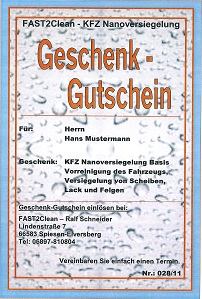 FAST2Clean - KFZ Nanoversiegelung
Geschenk -
Gutschein
Für: Herrn
Hans Mustermann
Geschenk: KFZ Nanoversiegelung Basis
Vorreinigung des Fahrzeugs,
Versiegelung von Scheiben,
Lack und Felgen
Geschenk-Gutschein einlösen bei:
FAST2Clean – Ralf Schneider
Lindenstraße 7
66583 Spiesen-Elversberg
Tel: 06897-810804
Vereinbaren Sie einfach einen Termin.
Nr.: 028/11